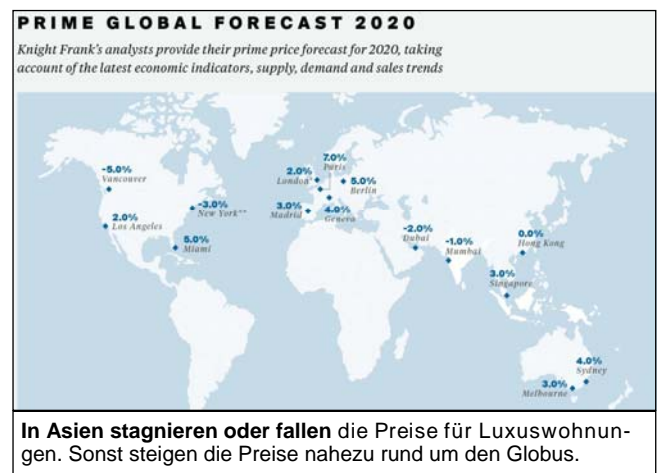 PRIME GLOBAL FORECAST 2020
Knight Frank's analysts provide their prime price forecast for 2020, taking
account of the latest economic indicators, supply, demand and sales trends
-5.0%
Vancouver
-3.0%
New York**
2.0%
Los Angeles
5.0%
Miami
7.0%
Paris
2.0%
London*
5.0%
Berlin
3.0%
Madrid
4.0%
Geneva
-2.0%
Dubai
-1.0%
Mumbai
0.0%
Hong Kong
3.0%
Singapore
4.0%
Sydney
3.0%
Melbourne
In Asien stagnieren oder fallen die Preise für Luxuswohnun-
gen. Sonst steigen die Preise nahezu rund um den Globus.